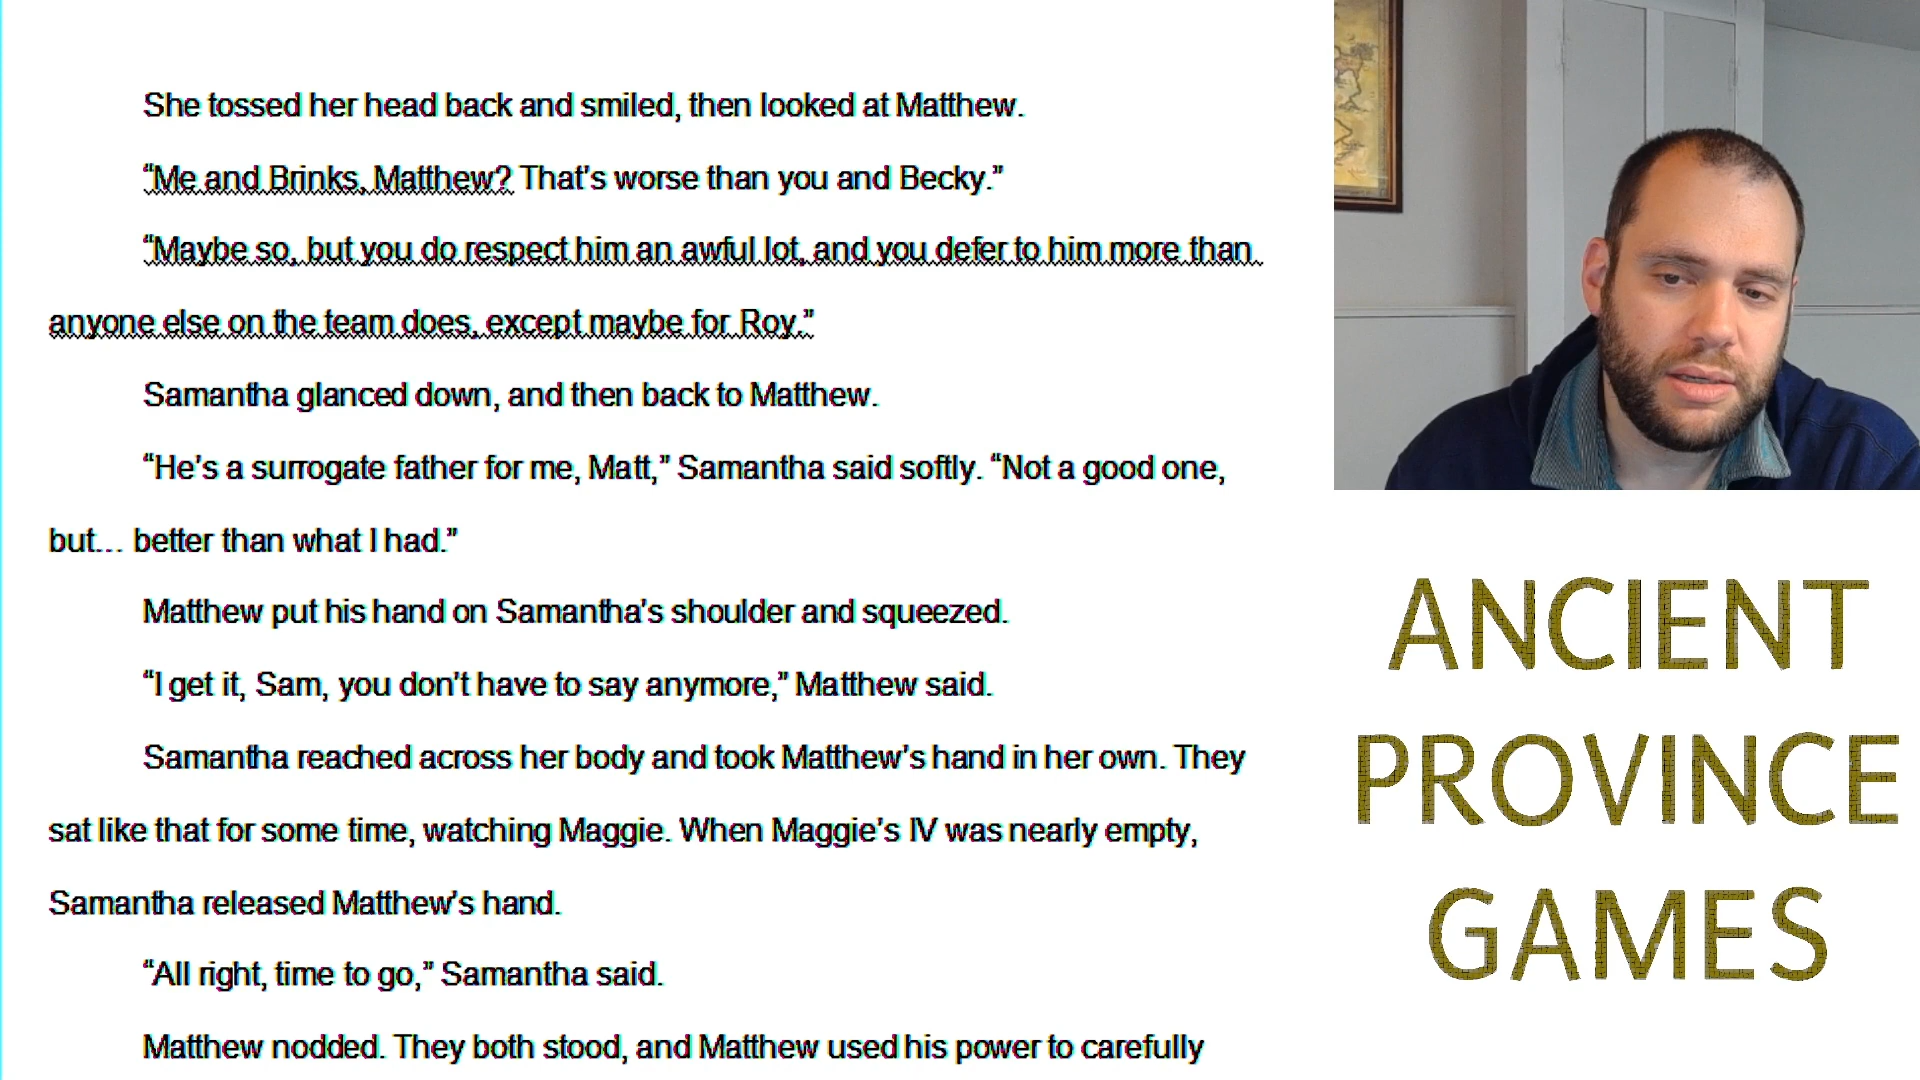 She tossed her head back and smiled, then looked at Matthew.
“Me and Brinks, Matthew? That’s worse than you and Becky.”
“Maybe so, but you do respect him an awful lot, and you defer to him more than
anyone else on the team does, except maybe for Roy.”
Samantha glanced down, and then back to Matthew.
“He’s a surrogate father for me, Matt,” Samantha said softly. “Not a good one,
but… better than what I had.”
Matthew put his hand on Samantha’s shoulder and squeezed.
“I get it, Sam, you don’t have to say anymore,” Matthew said.
Samantha reached across her body and took Matthew’s hand in her own. They
sat like that for some time, watching Maggie. When Maggie’s IV was nearly empty,
Samantha released Matthew’s hand.
“All right, time to go,” Samantha said.
Matthew nodded. They both stood, and Matthew used his power to carefully
ANCIENT
PROVINCE
GAMES